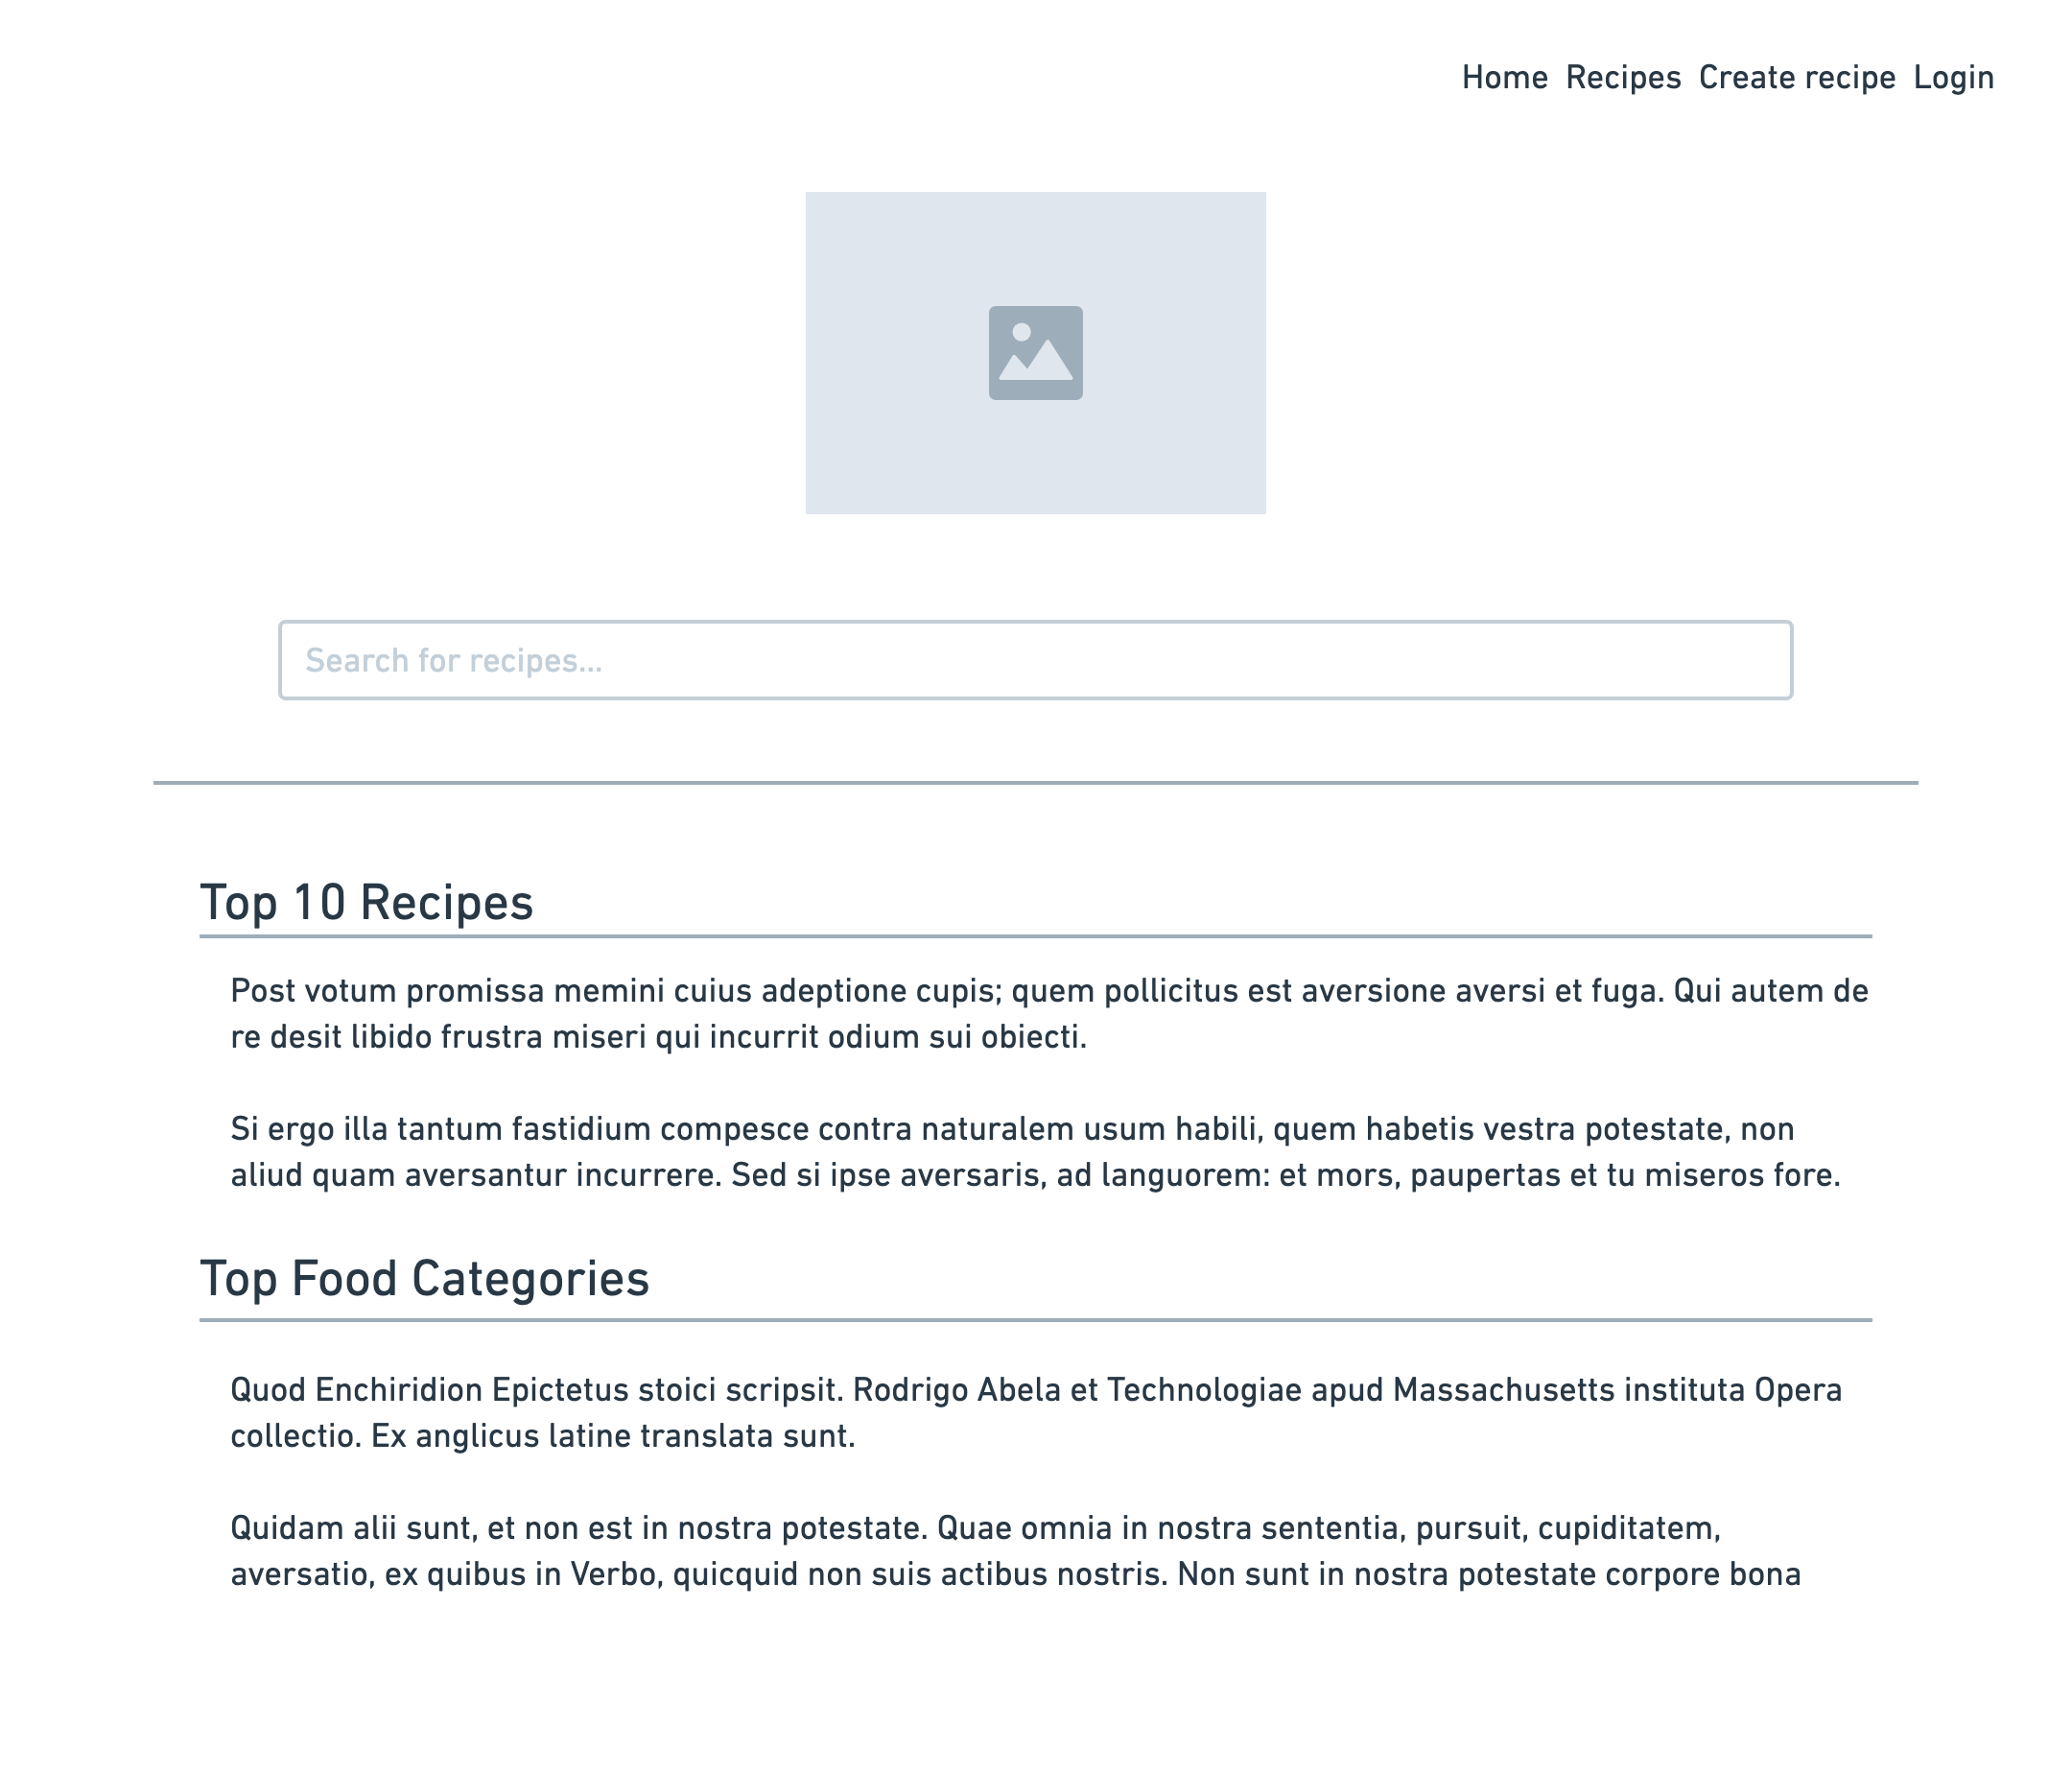 Home Recipes Create recipe Login
Search for recipes...
Top 10 Recipes
Post votum promissa memini cuius adeptione cupis; quem pollicitus est aversione aversi et fuga. Qui autem de
re desit libido frustra miseri qui incurrit odium sui obiecti.
Si ergo illa tantum fastidium compesce contra naturalem usum habili, quem habetis vestra potestate, non
aliud quam aversantur incurrere. Sed si ipse aversaris, ad languorem: et mors, paupertas et tu miseros fore.
Top Food Categories
Quod Enchiridion Epictetus stoici scripsit. Rodrigo Abela et Technologiae apud Massachusetts instituta Opera
collectio. Ex anglicus latine translata sunt.
Quidam alii sunt, et non est in nostra potestate. Quae omnia in nostra sententia, pursuit, cupiditatem,
aversatio, ex quibus in Verbo, quicquid non suis actibus nostris. Non sunt in nostra potestate corpore bona